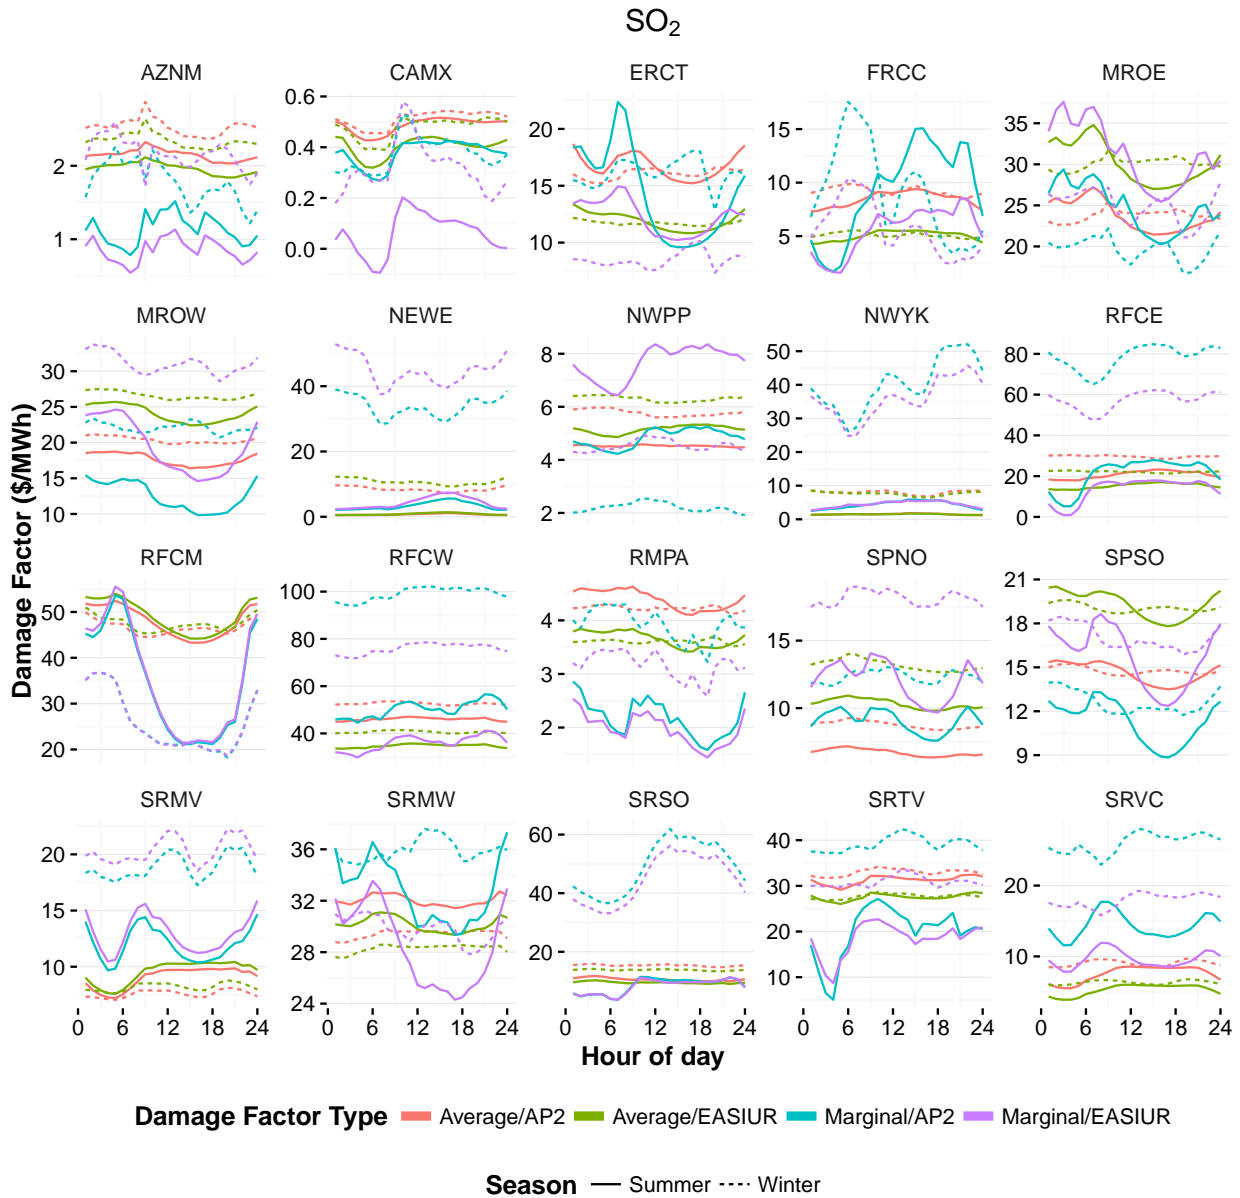 SO2
AZNM CAMX ERCT FRCC MROE
2 1
0.6 0.4 0.2 0.0
20 15 10
15 10 5
35 30 25 20
MROW NEWE NWPP NWYK RFCE
30 25 20 15 10
40 20 0
8 6 4 2
50 40 30 20 10 0
80 60 40 20 0
Damage Factor ($/MWh)
RFCM RFCW RMPA SPNO SPSO
50 40 30 20
100 80 60 40
4 3 2
10
21 18 15 12 9
SRMV SRMW SRSO SRTV SRVC
20 15 10
36 32 28 24
60 40 20
40 30 20 10
30 20 10
0 6 12 18 24 0 6 12 18 24 0 6 12 18 24 0 6 12 18 24 0 6 12 18 24
Hour of day
Damage Factor Type Average/AP2 Average/EASIUR Marginal/AP2 Marginal/EASIUR
Season Summer Winter